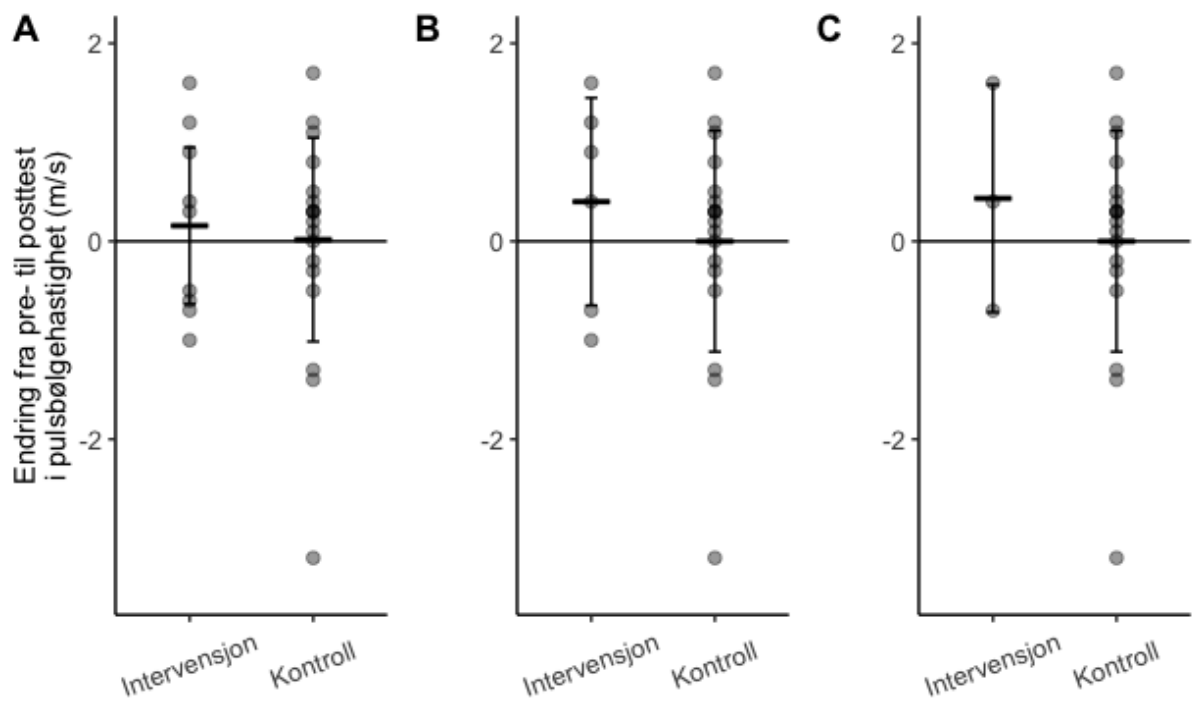 A
B
C
Endring fra pre- til posttest
i pulsbølgehastighet (m/s)
2
0
-2
Intervensjon
Kontroll
2
0
-2
Intervensjon
Kontroll
2
0
-2
Intervensjon
Kontroll